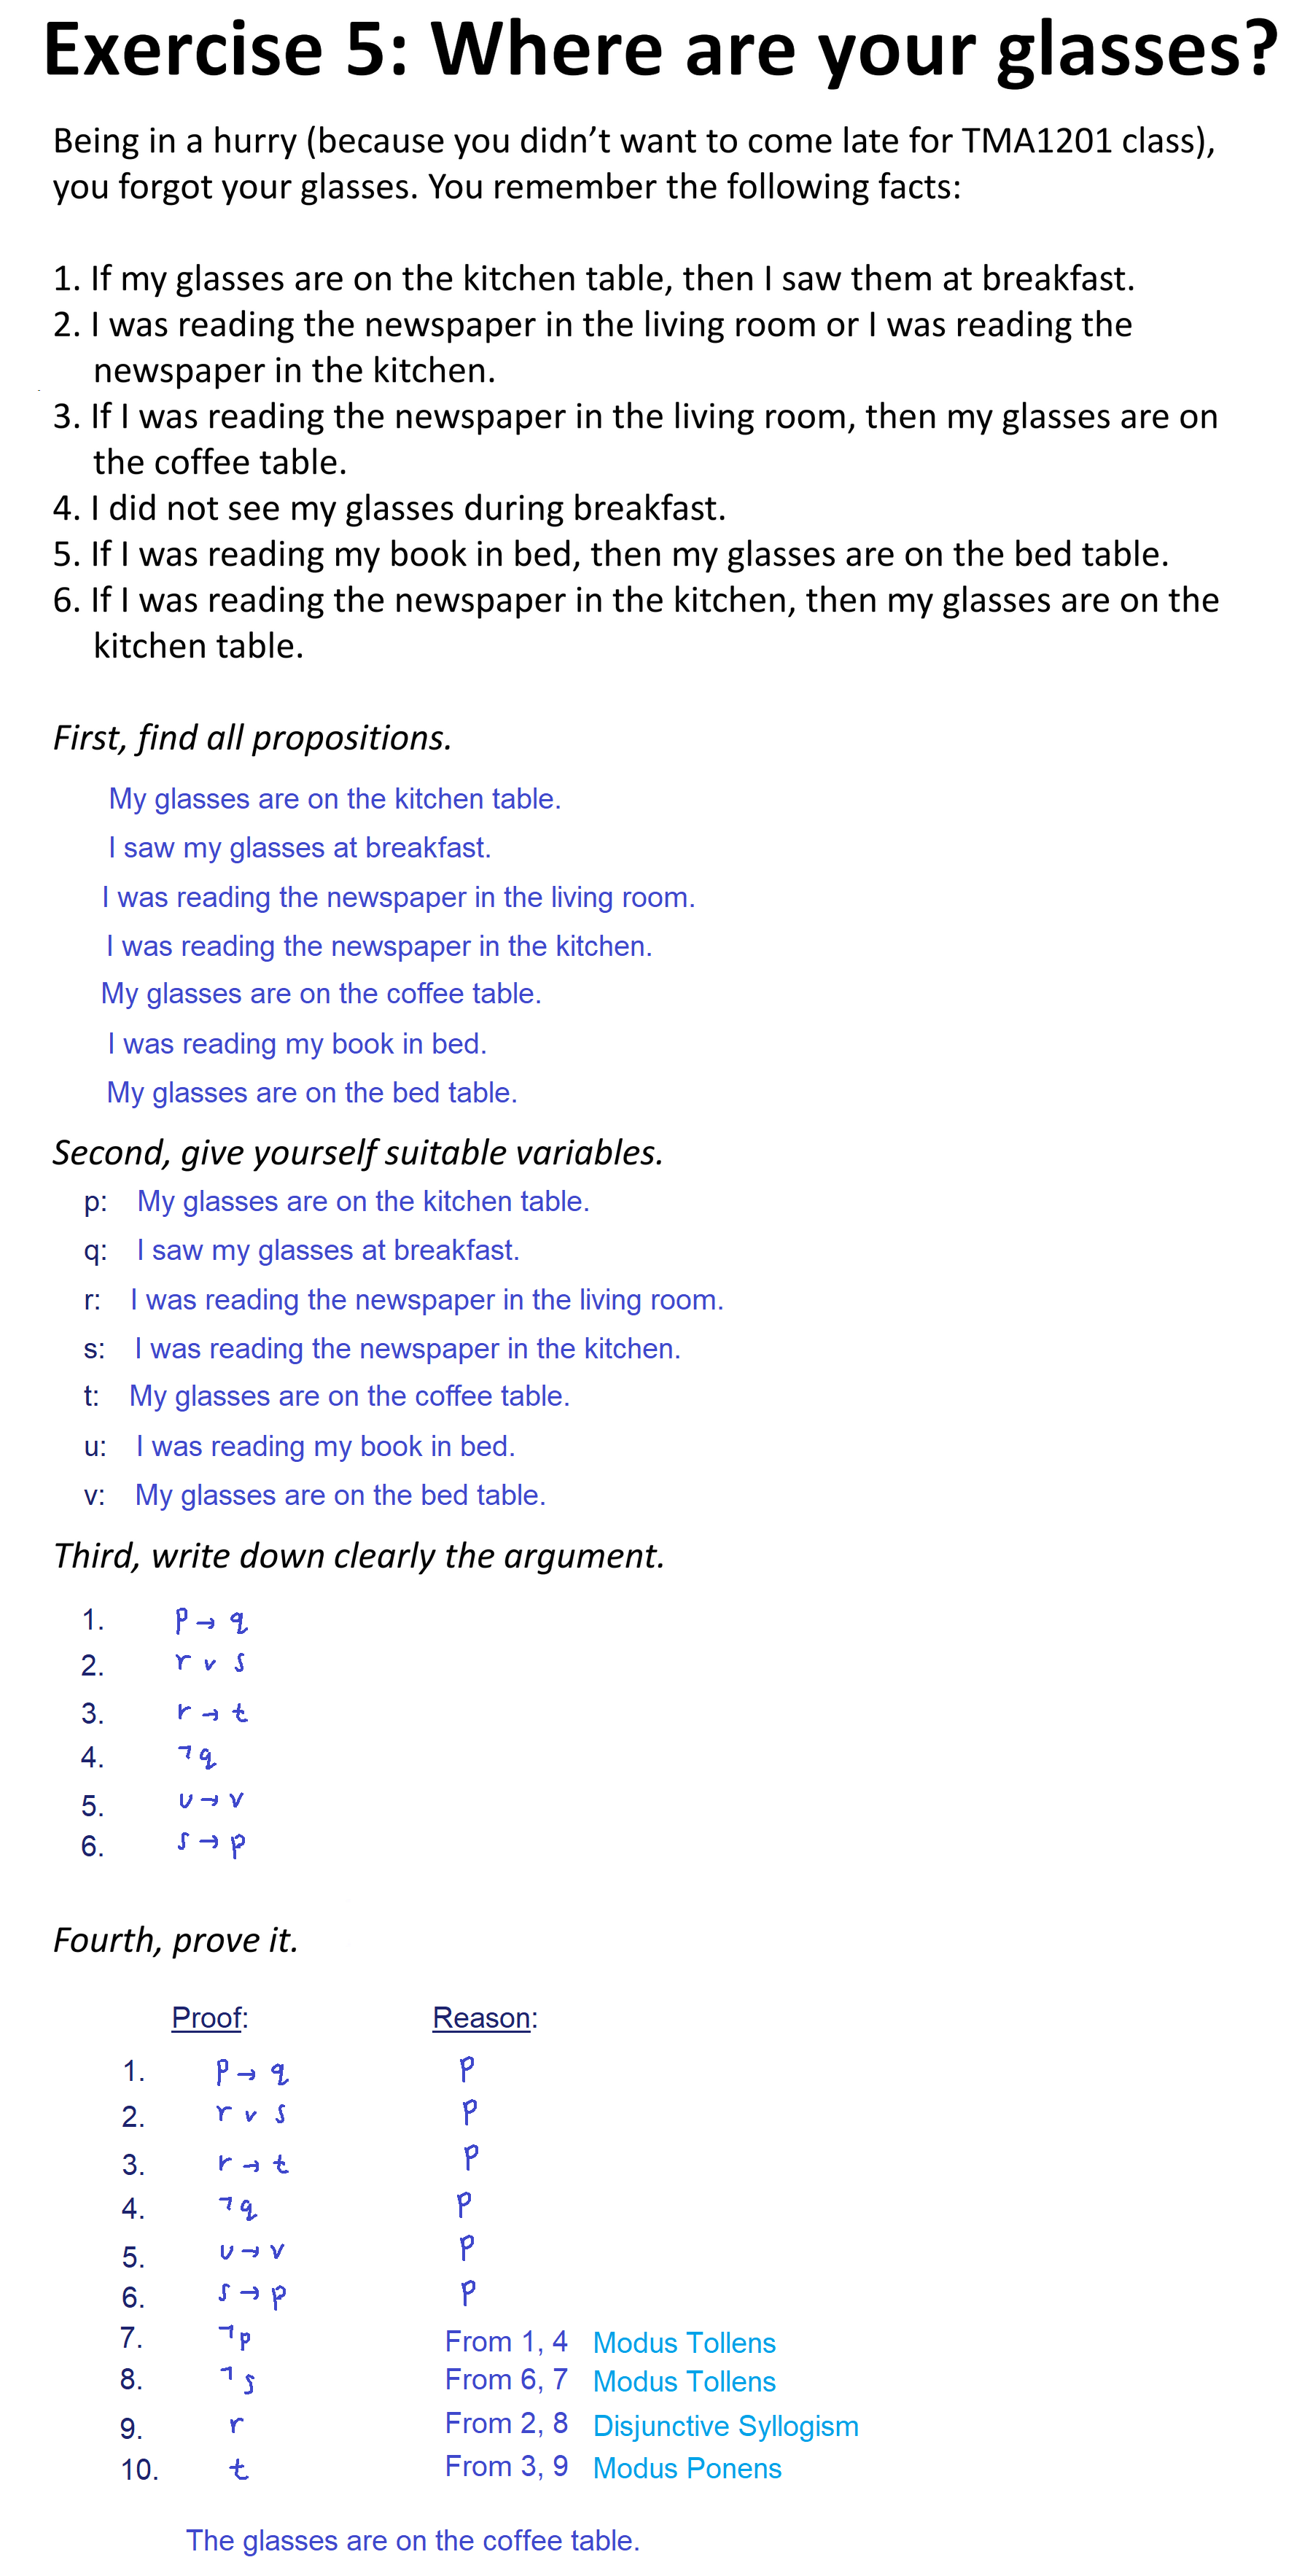 Exercise 5: Where are your glasses?
Being in a hurry (because you didn’t want to come late for TMA1201 class),
you forgot your glasses. You remember the following facts:
1. If my glasses are on the kitchen table, then I saw them at breakfast.
2. I was reading the newspaper in the living room or I was reading the
newspaper in the kitchen.
3. If I was reading the newspaper in the living room, then my glasses are on
the coffee table.
4. I did not see my glasses during breakfast.
5. If I was reading my book in bed, then my glasses are on the bed table.
6. If I was reading the newspaper in the kitchen, then my glasses are on the
kitchen table.
First, find all propositions.
My glasses are on the kitchen table.
I saw my glasses at breakfast.
I was reading the newspaper in the living room.
I was reading the newspaper in the kitchen.
My glasses are on the coffee table.
I was reading my book in bed.
My glasses are on the bed table.
Second, give yourself suitable variables.
p: My glasses are on the kitchen table.
q: I saw my glasses at breakfast.
r: I was reading the newspaper in the living room.
s: I was reading the newspaper in the kitchen.
t: My glasses are on the coffee table.
u: I was reading my book in bed.
v: My glasses are on the bed table.
Third, write down clearly the argument.
1. p → q
2. r ∨ s
3. r → t
4. ¬q
5. u → v
6. s → p
Fourth, prove it.
Proof: Reason:
1. p → q P
2. r ∨ s P
3. r → t P
4. ¬q P
5. u → v P
6. s → p P
7. ¬p From 1, 4 Modus Tollens
8. ¬s From 6, 7 Modus Tollens
9. r From 2, 8 Disjunctive Syllogism
10. t From 3, 9 Modus Ponens
The glasses are on the coffee table.